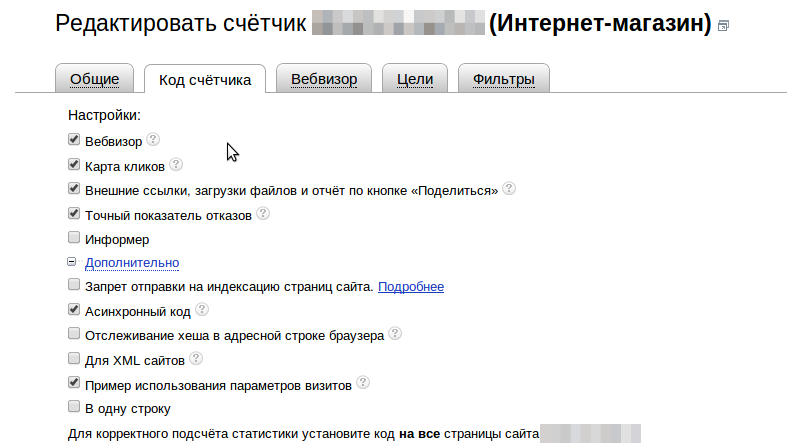 Редактировать счётчик (Интернет-магазин)
Общие Код счётчика Вебвизор Цели Фильтры
Настройки:
Вебвизор ?
Карта кликов ?
Внешние ссылки, загрузки файлов и отчёт по кнопке «Поделиться» ?
Точный показатель отказов ?
Информер
Дополнительно
Запрет отправки на индексацию страниц сайта. Подробнее
Асинхронный код ?
Отслеживание хеша в адресной строке браузера ?
Для XML сайтов ?
Пример использования параметров визитов ?
В одну строку
Для корректного подсчёта статистики установите код на все страницы сайта